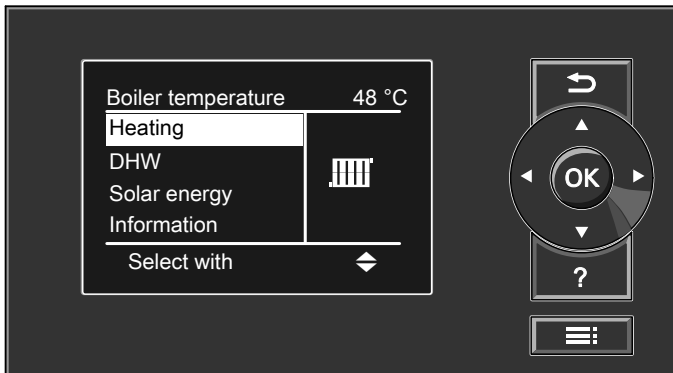 Boiler temperature 48 °C
Heating
DHW
Solar energy
Information
Select with
OK
?